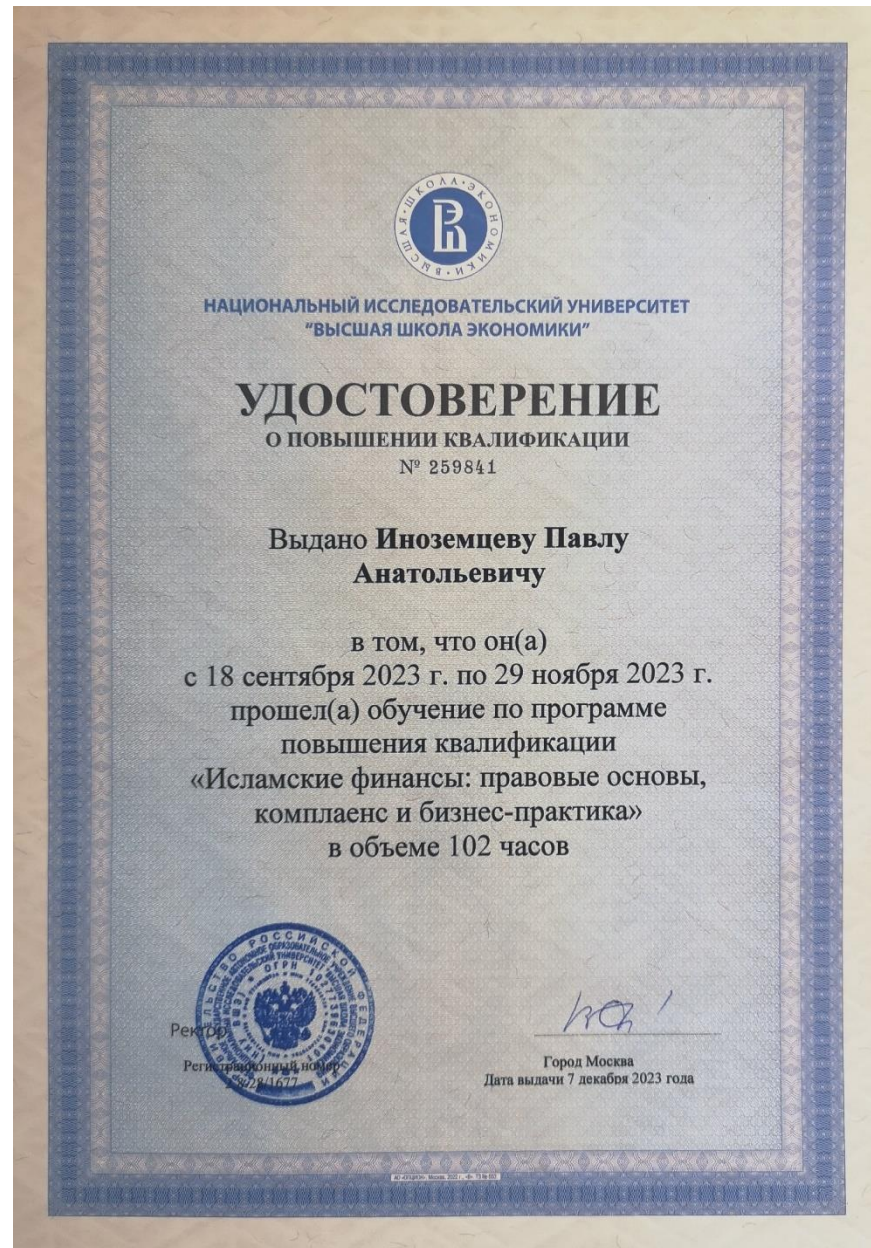 ВЫСШАЯ ШКОЛА ЭКОНОМИКИ
НАЦИОНАЛЬНЫЙ ИССЛЕДОВАТЕЛЬСКИЙ УНИВЕРСИТЕТ
"ВЫСШАЯ ШКОЛА ЭКОНОМИКИ"
УДОСТОВЕРЕНИЕ
О ПОВЫШЕНИИ КВАЛИФИКАЦИИ
№ 259841
Выдано Иноземцеву Павлу
Анатольевичу
в том, что он(а)
с 18 сентября 2023 г. по 29 ноября 2023 г.
прошел(а) обучение по программе
повышения квалификации
«Исламские финансы: правовые основы,
комплаенс и бизнес-практика»
в объеме 102 часов
Ректор
Регистрационный номер
Город Москва
Дата выдачи 7 декабря 2023 года